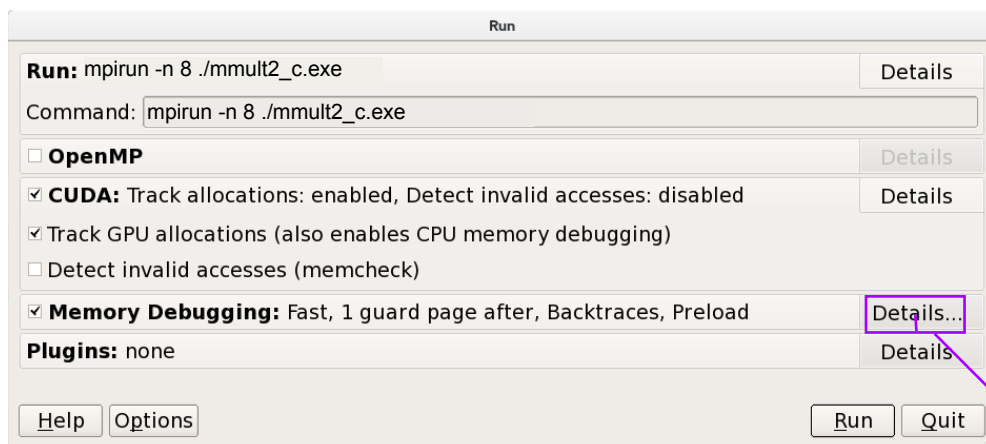 Run
Run: mpirun -n 8 ./mmult2_c.exe Details
Command: mpirun -n 8 ./mmult2_c.exe
OpenMP Details
CUDA: Track allocations: enabled, Detect invalid accesses: disabled Details
Track GPU allocations (also enables CPU memory debugging)
Detect invalid accesses (memcheck)
Memory Debugging: Fast, 1 guard page after, Backtraces, Preload Details...
Plugins: none Details
Help Options Run Quit